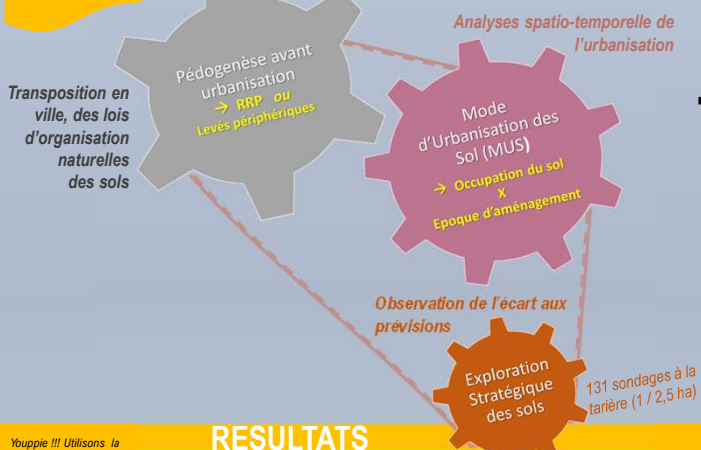 Analyses spatio-temporelle de
l'urbanisation
Pédogenèse avant
urbanisation
→ RRP ou
Levés périphériques
Transposition en
ville, des lois
d'organisation
naturelles
des sols
Mode
d'Urbanisation des
Sol (MUS)
→ Occupation du sol
X
Epoque d'aménagement
Observation de l'écart aux
prévisions
Exploration
Stratégique
des sols
131 sondages à la
tarière (1 / 2,5 ha)
RESULTATS
Youppie !!! Utilisons la